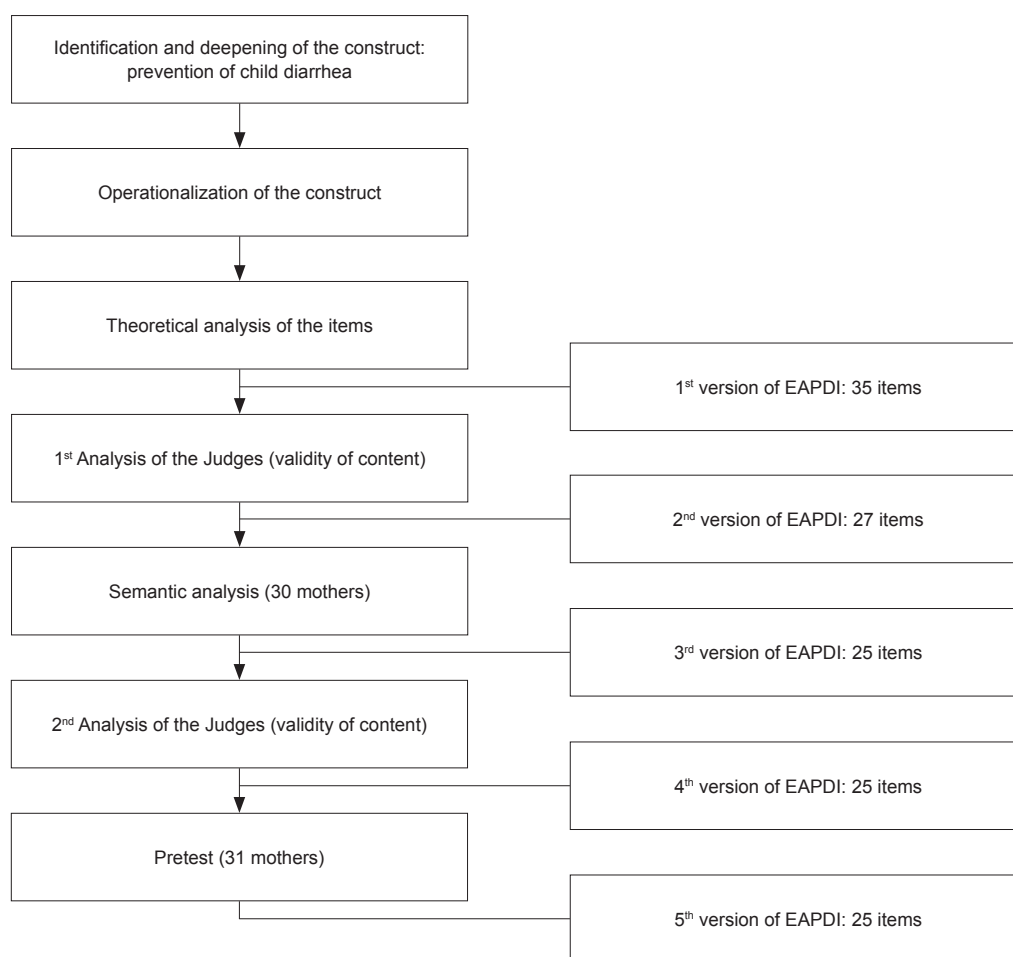 Identification and deepening of the construct:
prevention of child diarrhea
Operationalization of the construct
Theoretical analysis of the items
1st version of EAPDI: 35 items
1st Analysis of the Judges (validity of content)
2nd version of EAPDI: 27 items
Semantic analysis (30 mothers)
3rd version of EAPDI: 25 items
2nd Analysis of the Judges (validity of content)
4th version of EAPDI: 25 items
Pretest (31 mothers)
5th version of EAPDI: 25 items